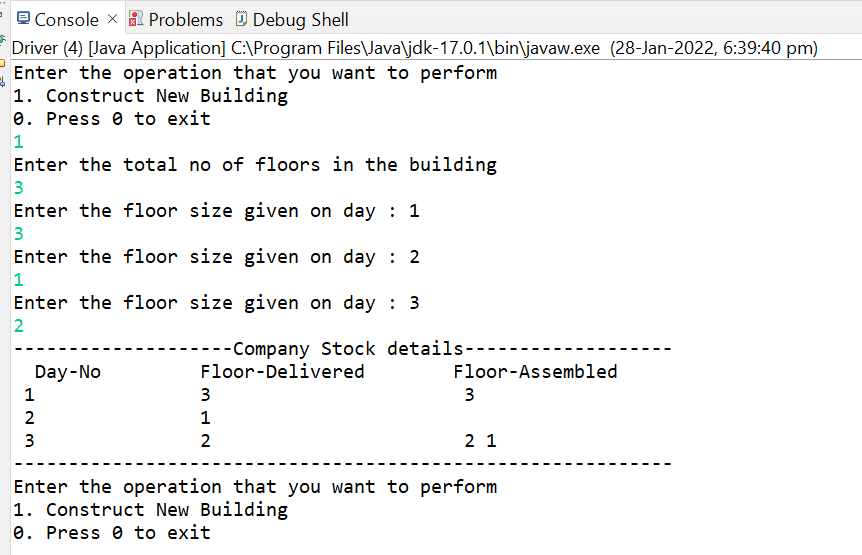 Console × Problems Debug Shell
Driver (4) [Java Application] C:\Program Files\Java\jdk-17.0.1\bin\javaw.exe (28-Jan-2022, 6:39:40 pm)
Enter the operation that you want to perform
1. Construct New Building
0. Press 0 to exit
1
Enter the total no of floors in the building
3
Enter the floor size given on day : 1
3
Enter the floor size given on day : 2
1
Enter the floor size given on day : 3
2
--------------------Company Stock details-------------------
  Day-No         Floor-Delivered        Floor-Assembled
 1               3                       3
 2               1
 3               2                       2 1
------------------------------------------------------------
Enter the operation that you want to perform
1. Construct New Building
0. Press 0 to exit